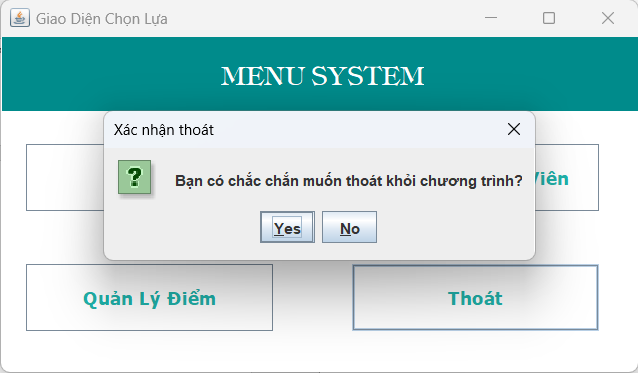 Giao Diện Chọn Lựa
MENU SYSTEM
Xác nhận thoát
Bạn có chắc chắn muốn thoát khỏi chương trình?
Viên
Yes No
Quản Lý Điểm
Thoát